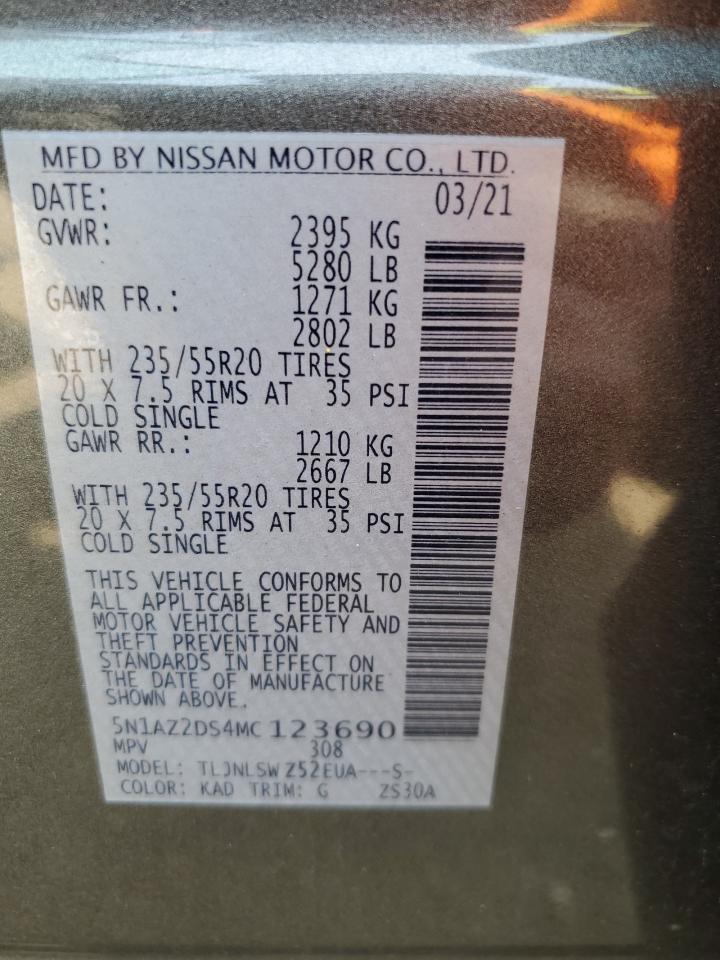 MFD BY NISSAN MOTOR CO., LTD.
DATE: 03/21
GVWR: 2395 KG
5280 LB
GAWR FR.: 1271 KG
2802 LB
WITH 235/55R20 TIRES
20 X 7.5 RIMS AT 35 PSI
COLD SINGLE
GAWR RR.: 1210 KG
2667 LB
WITH 235/55R20 TIRES
20 X 7.5 RIMS AT 35 PSI
COLD SINGLE
THIS VEHICLE CONFORMS TO
ALL APPLICABLE FEDERAL
MOTOR VEHICLE SAFETY AND
THEFT PREVENTION
STANDARDS IN EFFECT ON
THE DATE OF MANUFACTURE
SHOWN ABOVE.
5N1AZ2DS4MC123690
MPV 308
MODEL: TLJNLSW Z52EUA---S-
COLOR: KAD TRIM: G ZS30A